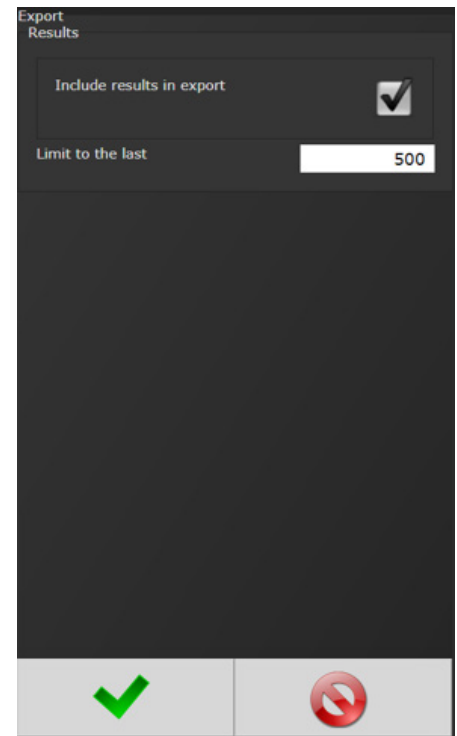 Export
Results
Include results in export
Limit to the last
500